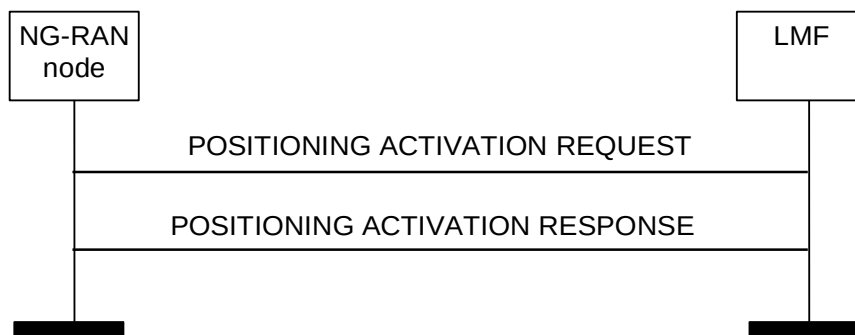 NG-RAN
node
LMF
POSITIONING ACTIVATION REQUEST
POSITIONING ACTIVATION RESPONSE